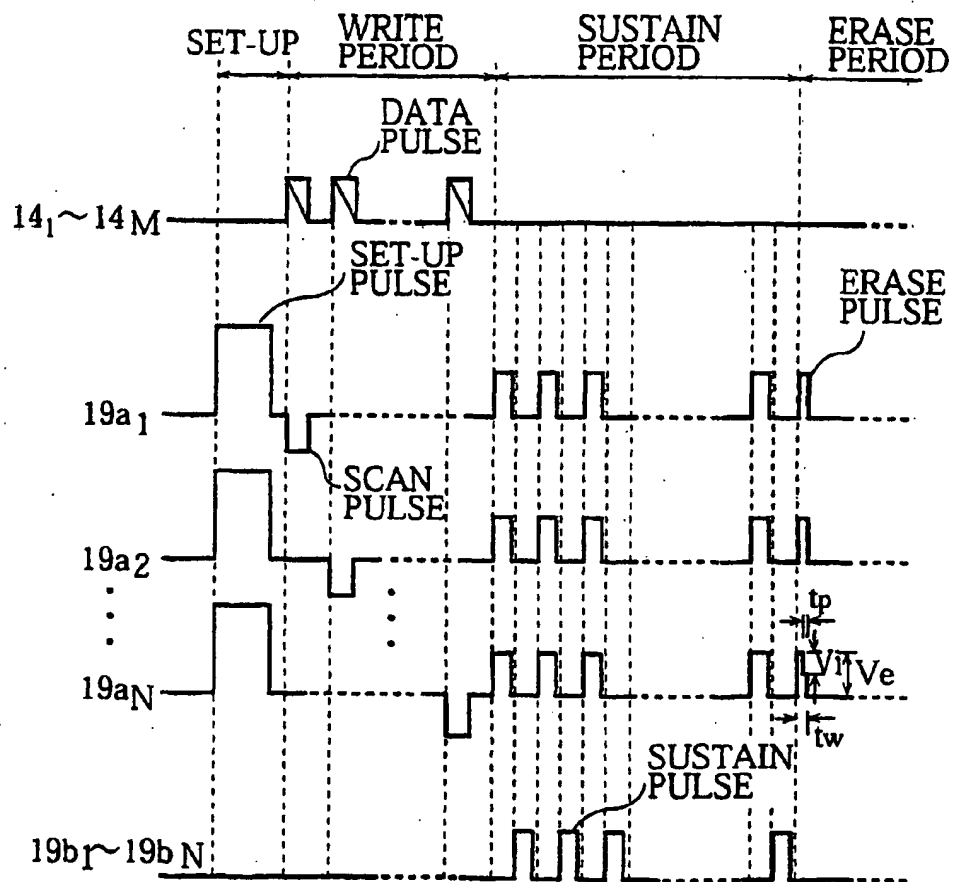 SET-UP
WRITE
PERIOD
SUSTAIN
PERIOD
ERASE
PERIOD
DATA
PULSE
14₁~14M
SET-UP
PULSE
ERASE
PULSE
19a₁
SCAN
PULSE
19a₂
tp
19aN
V1
Ve
tw
SUSTAIN
PULSE
19b₁~19bN